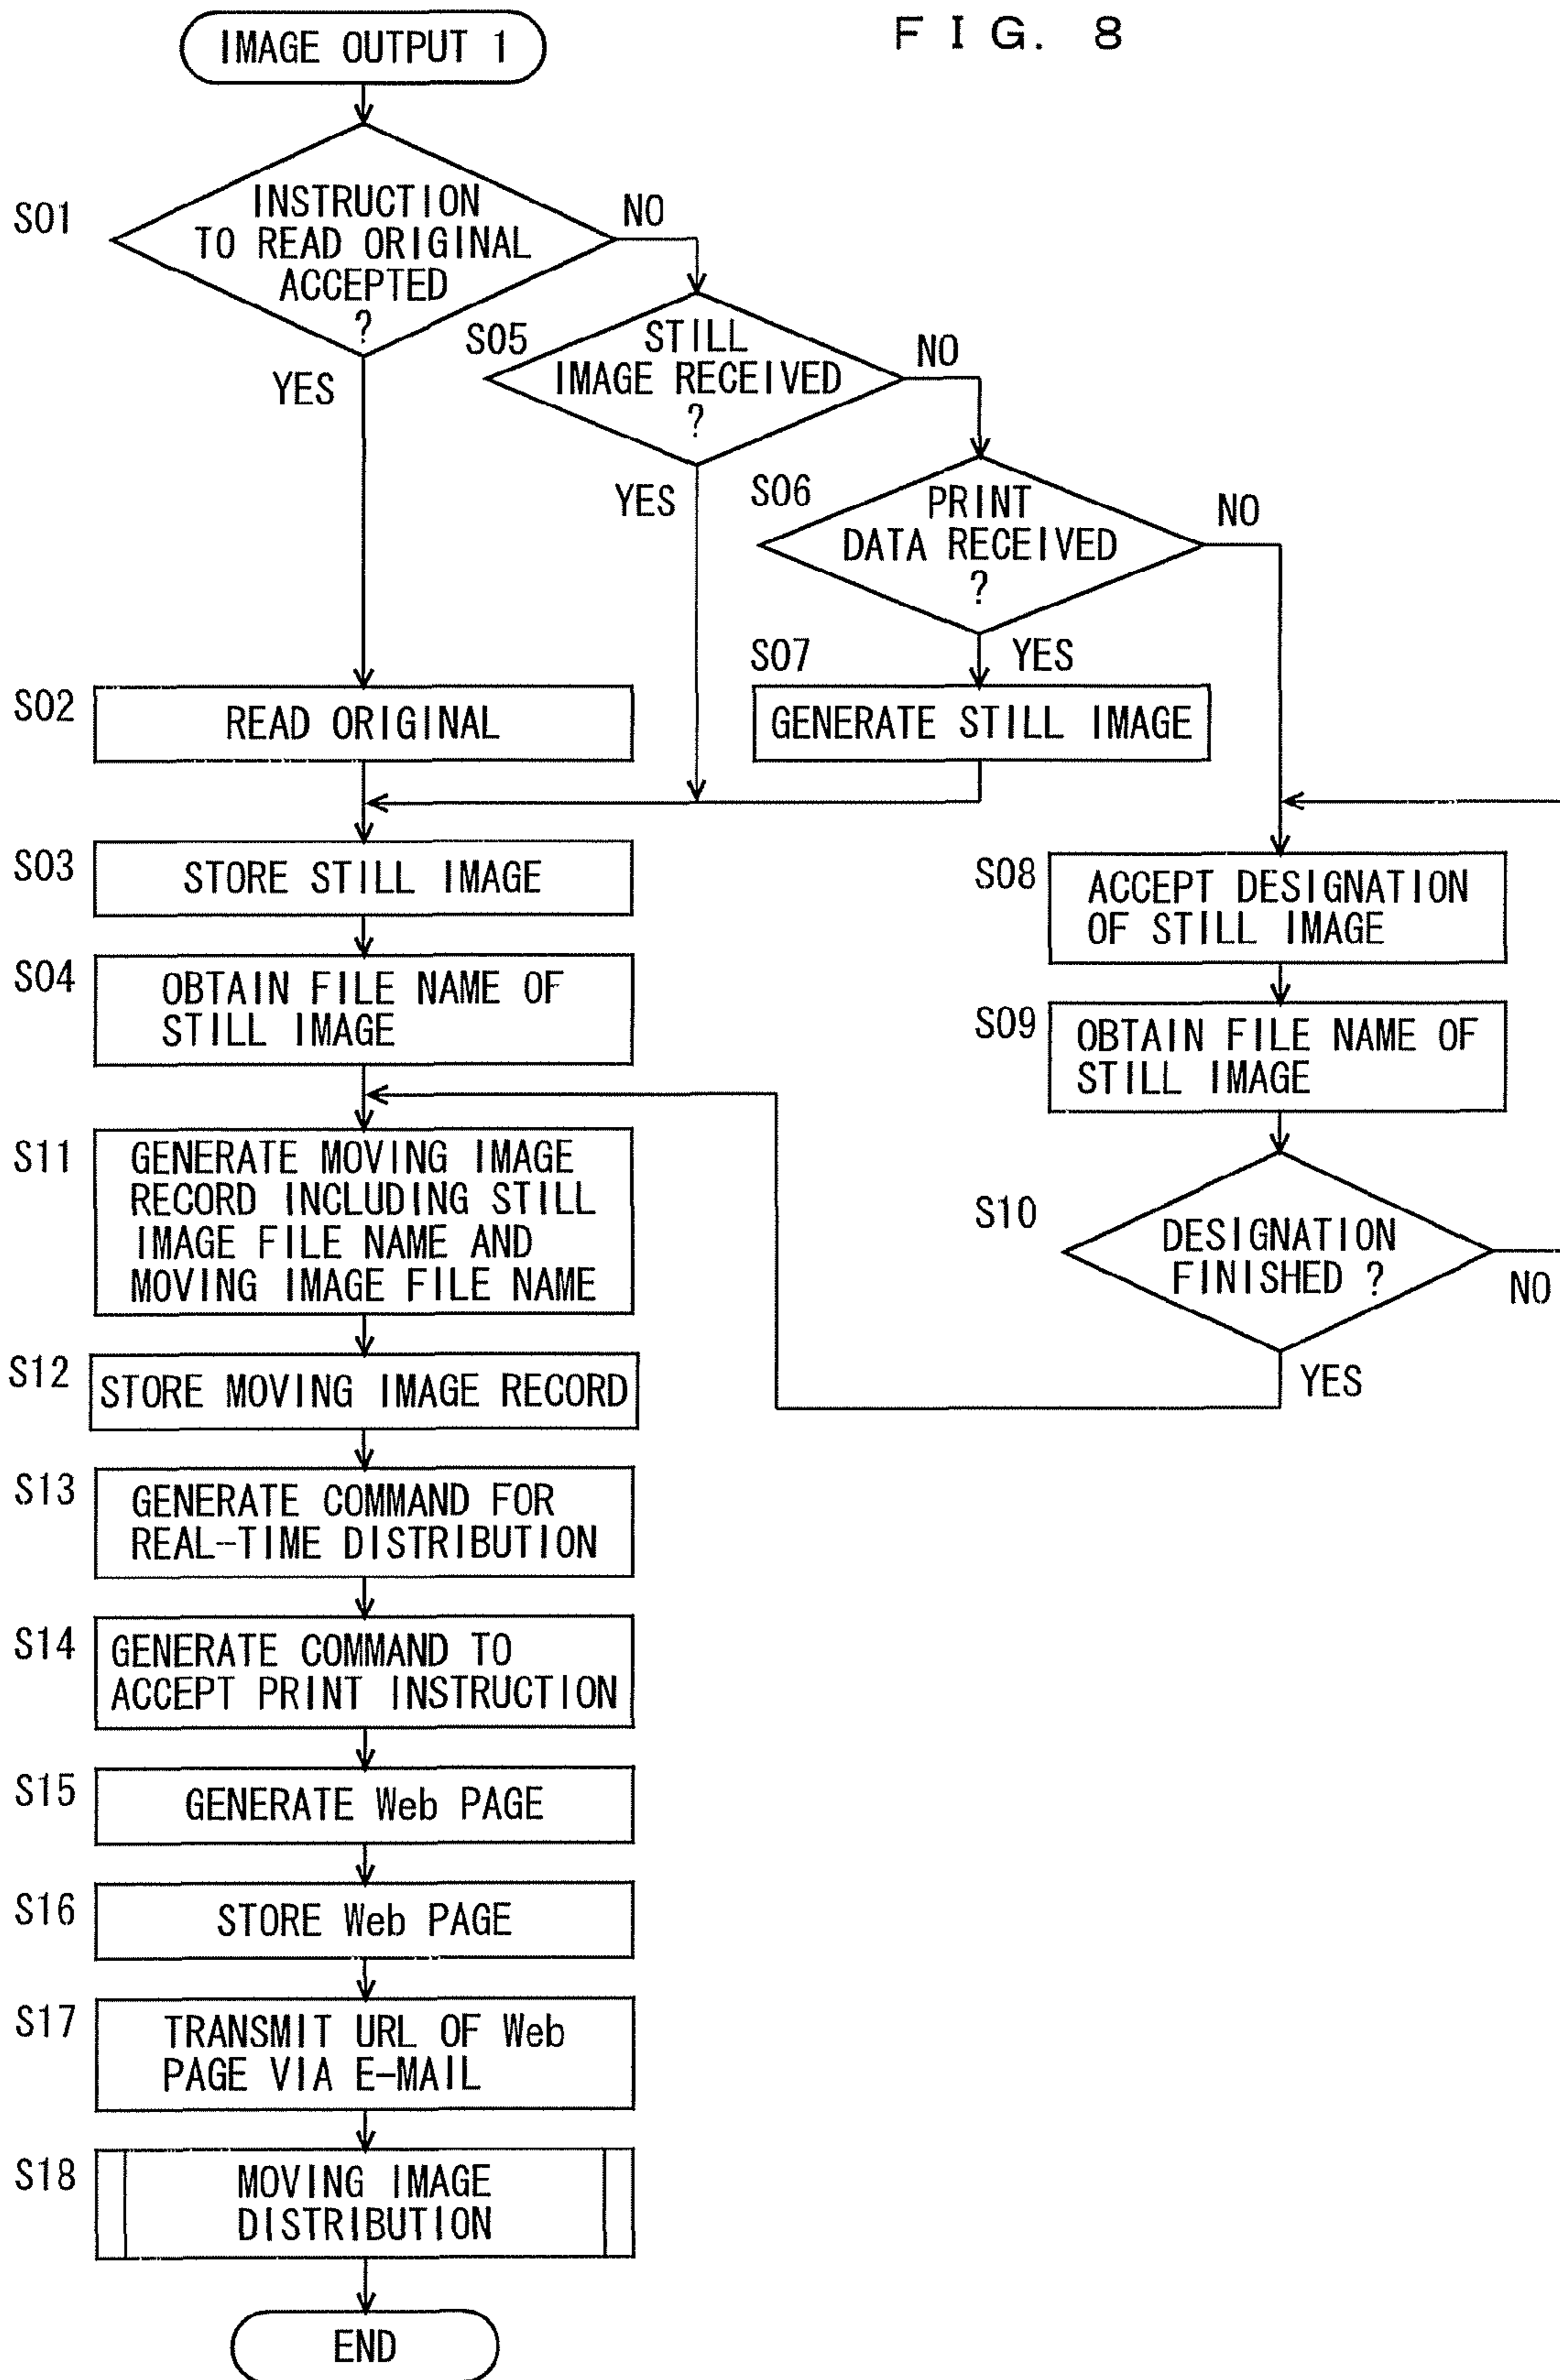 FIG. 8
IMAGE OUTPUT 1
S01
INSTRUCTION
TO READ ORIGINAL
ACCEPTED
?
NO
YES
S05
STILL
IMAGE RECEIVED
?
NO
YES
S06
PRINT
DATA RECEIVED
?
NO
YES
S02
READ ORIGINAL
S07
GENERATE STILL IMAGE
S03
STORE STILL IMAGE
S04
OBTAIN FILE NAME OF
STILL IMAGE
S08
ACCEPT DESIGNATION
OF STILL IMAGE
S09
OBTAIN FILE NAME OF
STILL IMAGE
S10
DESIGNATION
FINISHED ?
NO
YES
S11
GENERATE MOVING IMAGE
RECORD INCLUDING STILL
IMAGE FILE NAME AND
MOVING IMAGE FILE NAME
S12
STORE MOVING IMAGE RECORD
S13
GENERATE COMMAND FOR
REAL-TIME DISTRIBUTION
S14
GENERATE COMMAND TO
ACCEPT PRINT INSTRUCTION
S15
GENERATE Web PAGE
S16
STORE Web PAGE
S17
TRANSMIT URL OF Web
PAGE VIA E-MAIL
S18
MOVING IMAGE
DISTRIBUTION
END